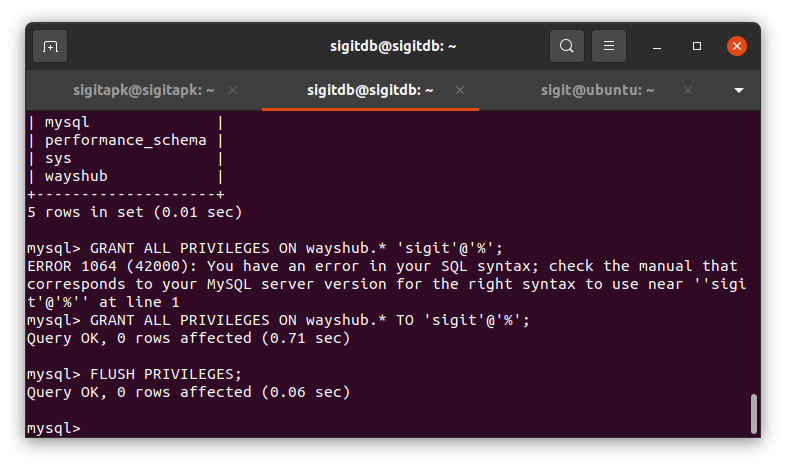 sigitdb@sigitdb: ~
sigitapk@sigitapk: ~
sigitdb@sigitdb: ~
sigit@ubuntu: ~
| mysql              |
| performance_schema |
| sys                |
| wayshub            |
+--------------------+
5 rows in set (0.01 sec)
mysql> GRANT ALL PRIVILEGES ON wayshub.* 'sigit'@'%';
ERROR 1064 (42000): You have an error in your SQL syntax; check the manual that
corresponds to your MySQL server version for the right syntax to use near ''sigi
t'@'%'' at line 1
mysql> GRANT ALL PRIVILEGES ON wayshub.* TO 'sigit'@'%';
Query OK, 0 rows affected (0.71 sec)
mysql> FLUSH PRIVILEGES;
Query OK, 0 rows affected (0.06 sec)
mysql>